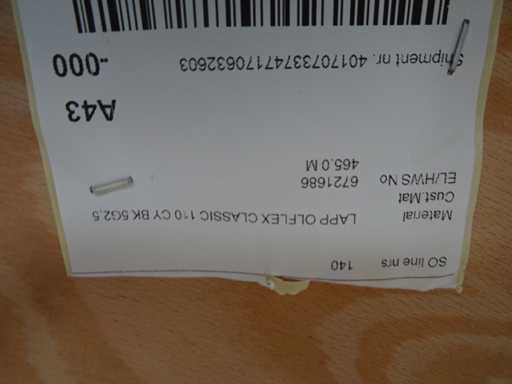 SO line nrs 140
Material LAPP OLFLEX CLASSIC 110 CY BK 5G2,5
Cust.Mat
EL/HWS No 6721686
465.0 M
A43
Shipment nr. 40170733747170632603 -000